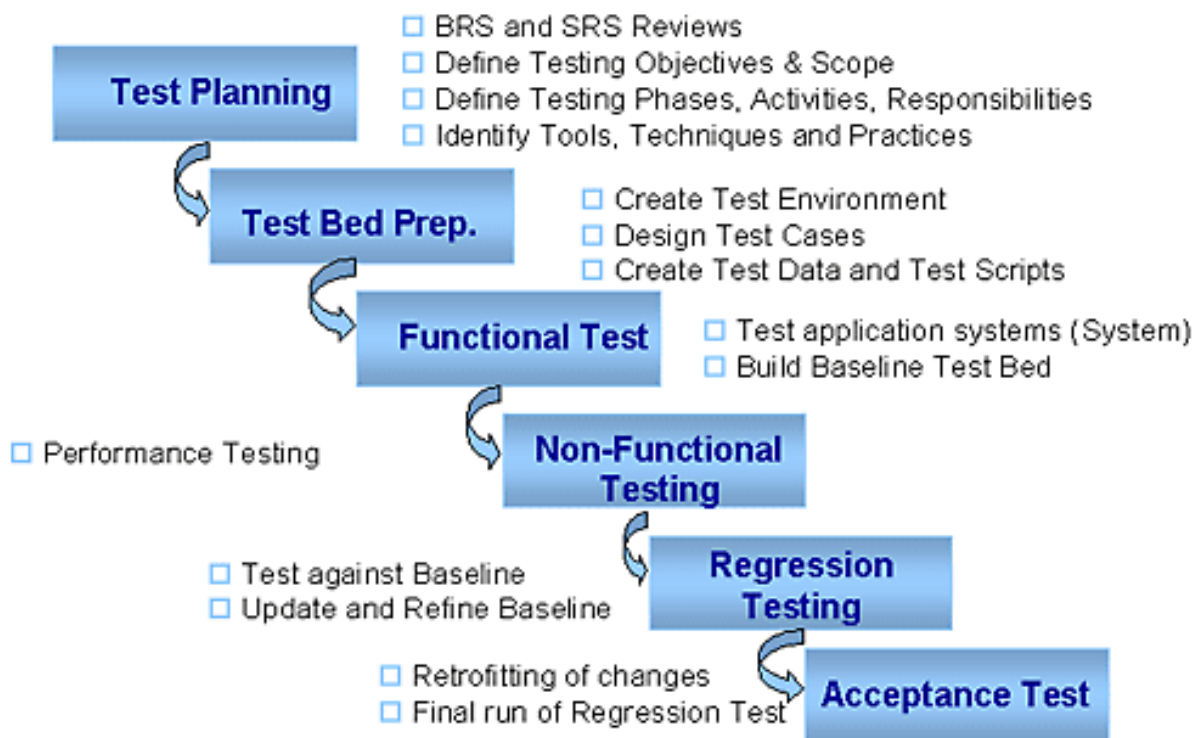 BRS and SRS Reviews
Define Testing Objectives & Scope
Test Planning
Define Testing Phases, Activities, Responsibilities
Identify Tools, Techniques and Practices
Create Test Environment
Test Bed Prep.
Design Test Cases
Create Test Data and Test Scripts
Functional Test
Test application systems (System)
Build Baseline Test Bed
Performance Testing
Non-Functional
Testing
Test against Baseline
Update and Refine Baseline
Regression
Testing
Retrofitting of changes
Final run of Regression Test
Acceptance Test